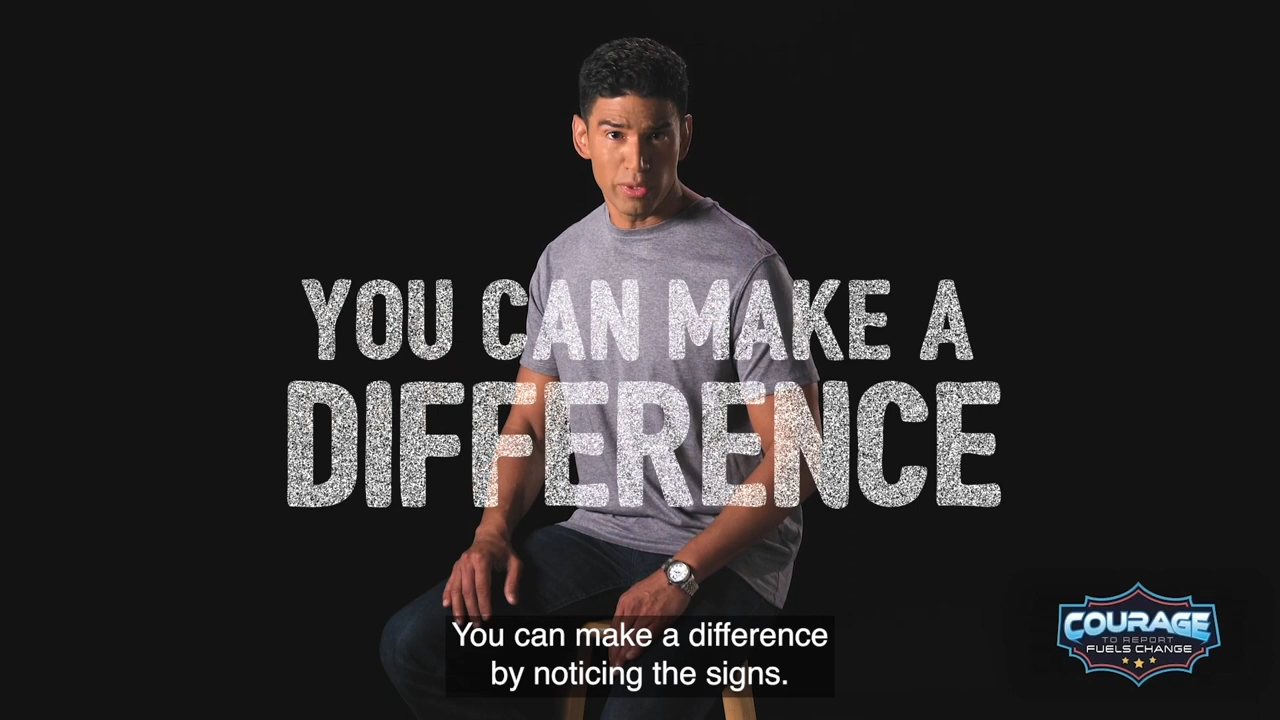 YOU CAN MAKE A
DIFFERENCE
You can make a difference
by noticing the signs.
COURAGE
TO REPORT
FUELS CHANGE